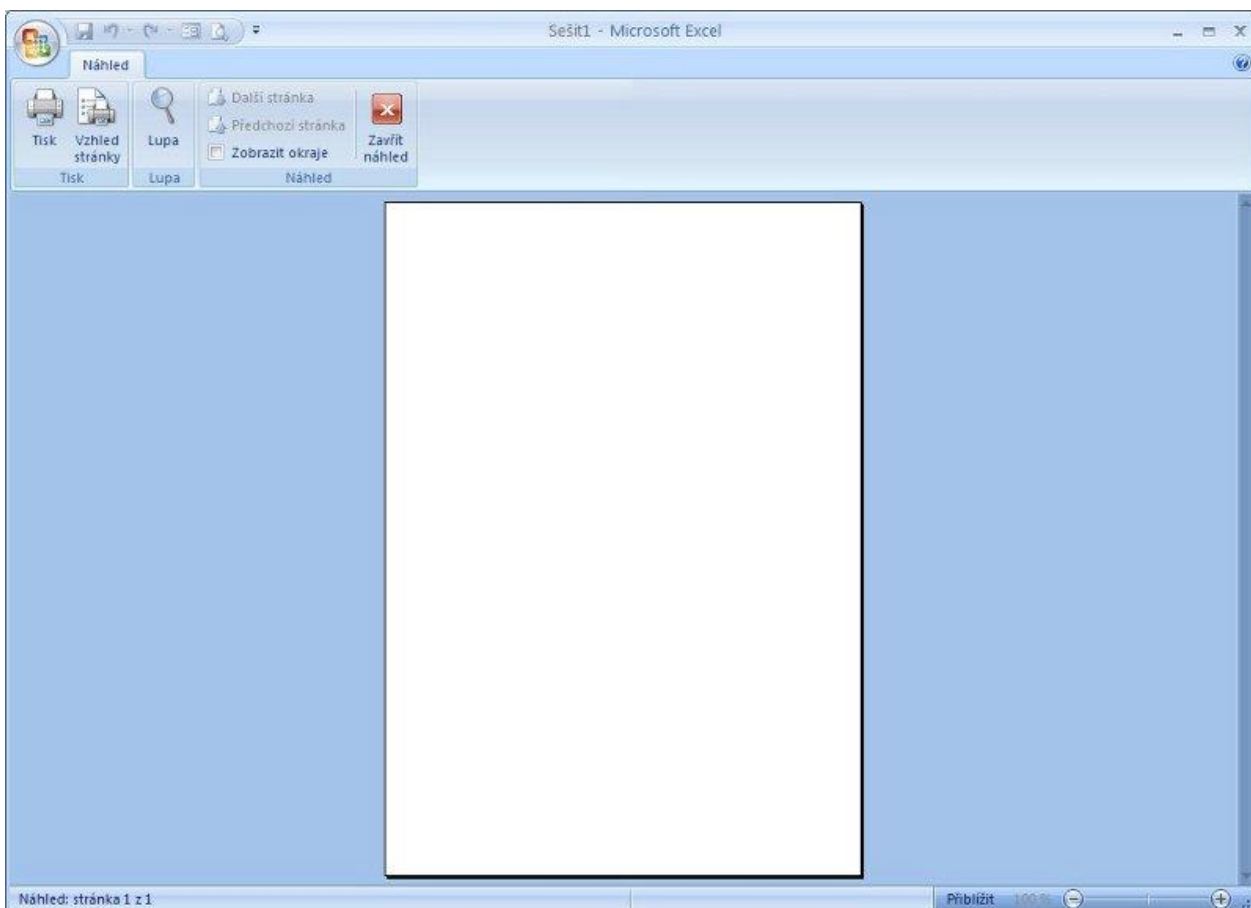 Sešit1 - Microsoft Excel
Náhled
Tisk
Vzhled
stránky
Lupa
Další stránka
Předchozí stránka
Zobrazit okraje
Zavřít
náhled
Tisk
Lupa
Náhled
Náhled: stránka 1 z 1
Přiblížit 100 %